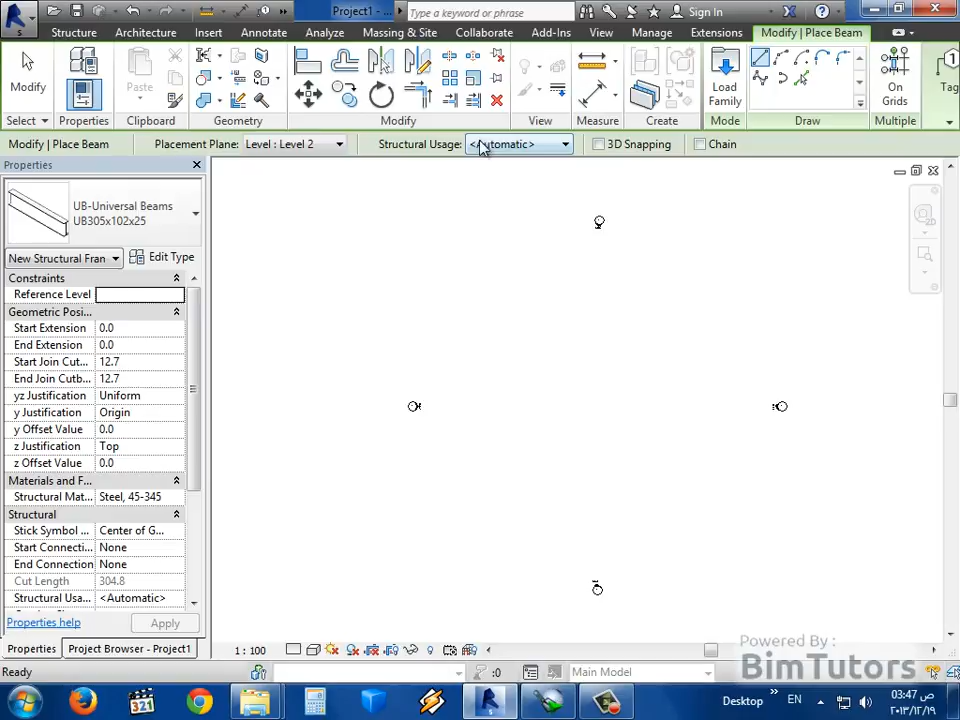 Project1 - ...
Type a keyword or phrase
Sign In
Structure
Architecture
Insert
Annotate
Analyze
Massing & Site
Collaborate
Add-Ins
View
Manage
Extensions
Modify | Place Beam
Modify
Properties
Paste
Load
Family
On
Grids
Tag
Select
Properties
Clipboard
Geometry
Modify
View
Measure
Create
Mode
Draw
Multiple
Modify | Place Beam
Placement Plane: Level : Level 2
Structural Usage: <Automatic>
3D Snapping
Chain
Properties
UB-Universal Beams
UB305x102x25
New Structural Fran
Edit Type
Constraints
Reference Level
Geometric Posi...
Start Extension 0.0
End Extension 0.0
Start Join Cut... 12.7
End Join Cutb... 12.7
yz Justification Uniform
y Justification Origin
y Offset Value 0.0
z Justification Top
z Offset Value 0.0
Materials and F...
Structural Mat... Steel, 45-345
Structural
Stick Symbol ... Center of G...
Start Connecti... None
End Connection None
Cut Length 304.8
Structural Usa... <Automatic>
Properties help
Apply
Properties
Project Browser - Project1
1 : 100
Ready
:0
Main Model
Powered By :
BimTutors
321
Desktop
EN
03:47 ص
٢٠١٣/١٢/١٩